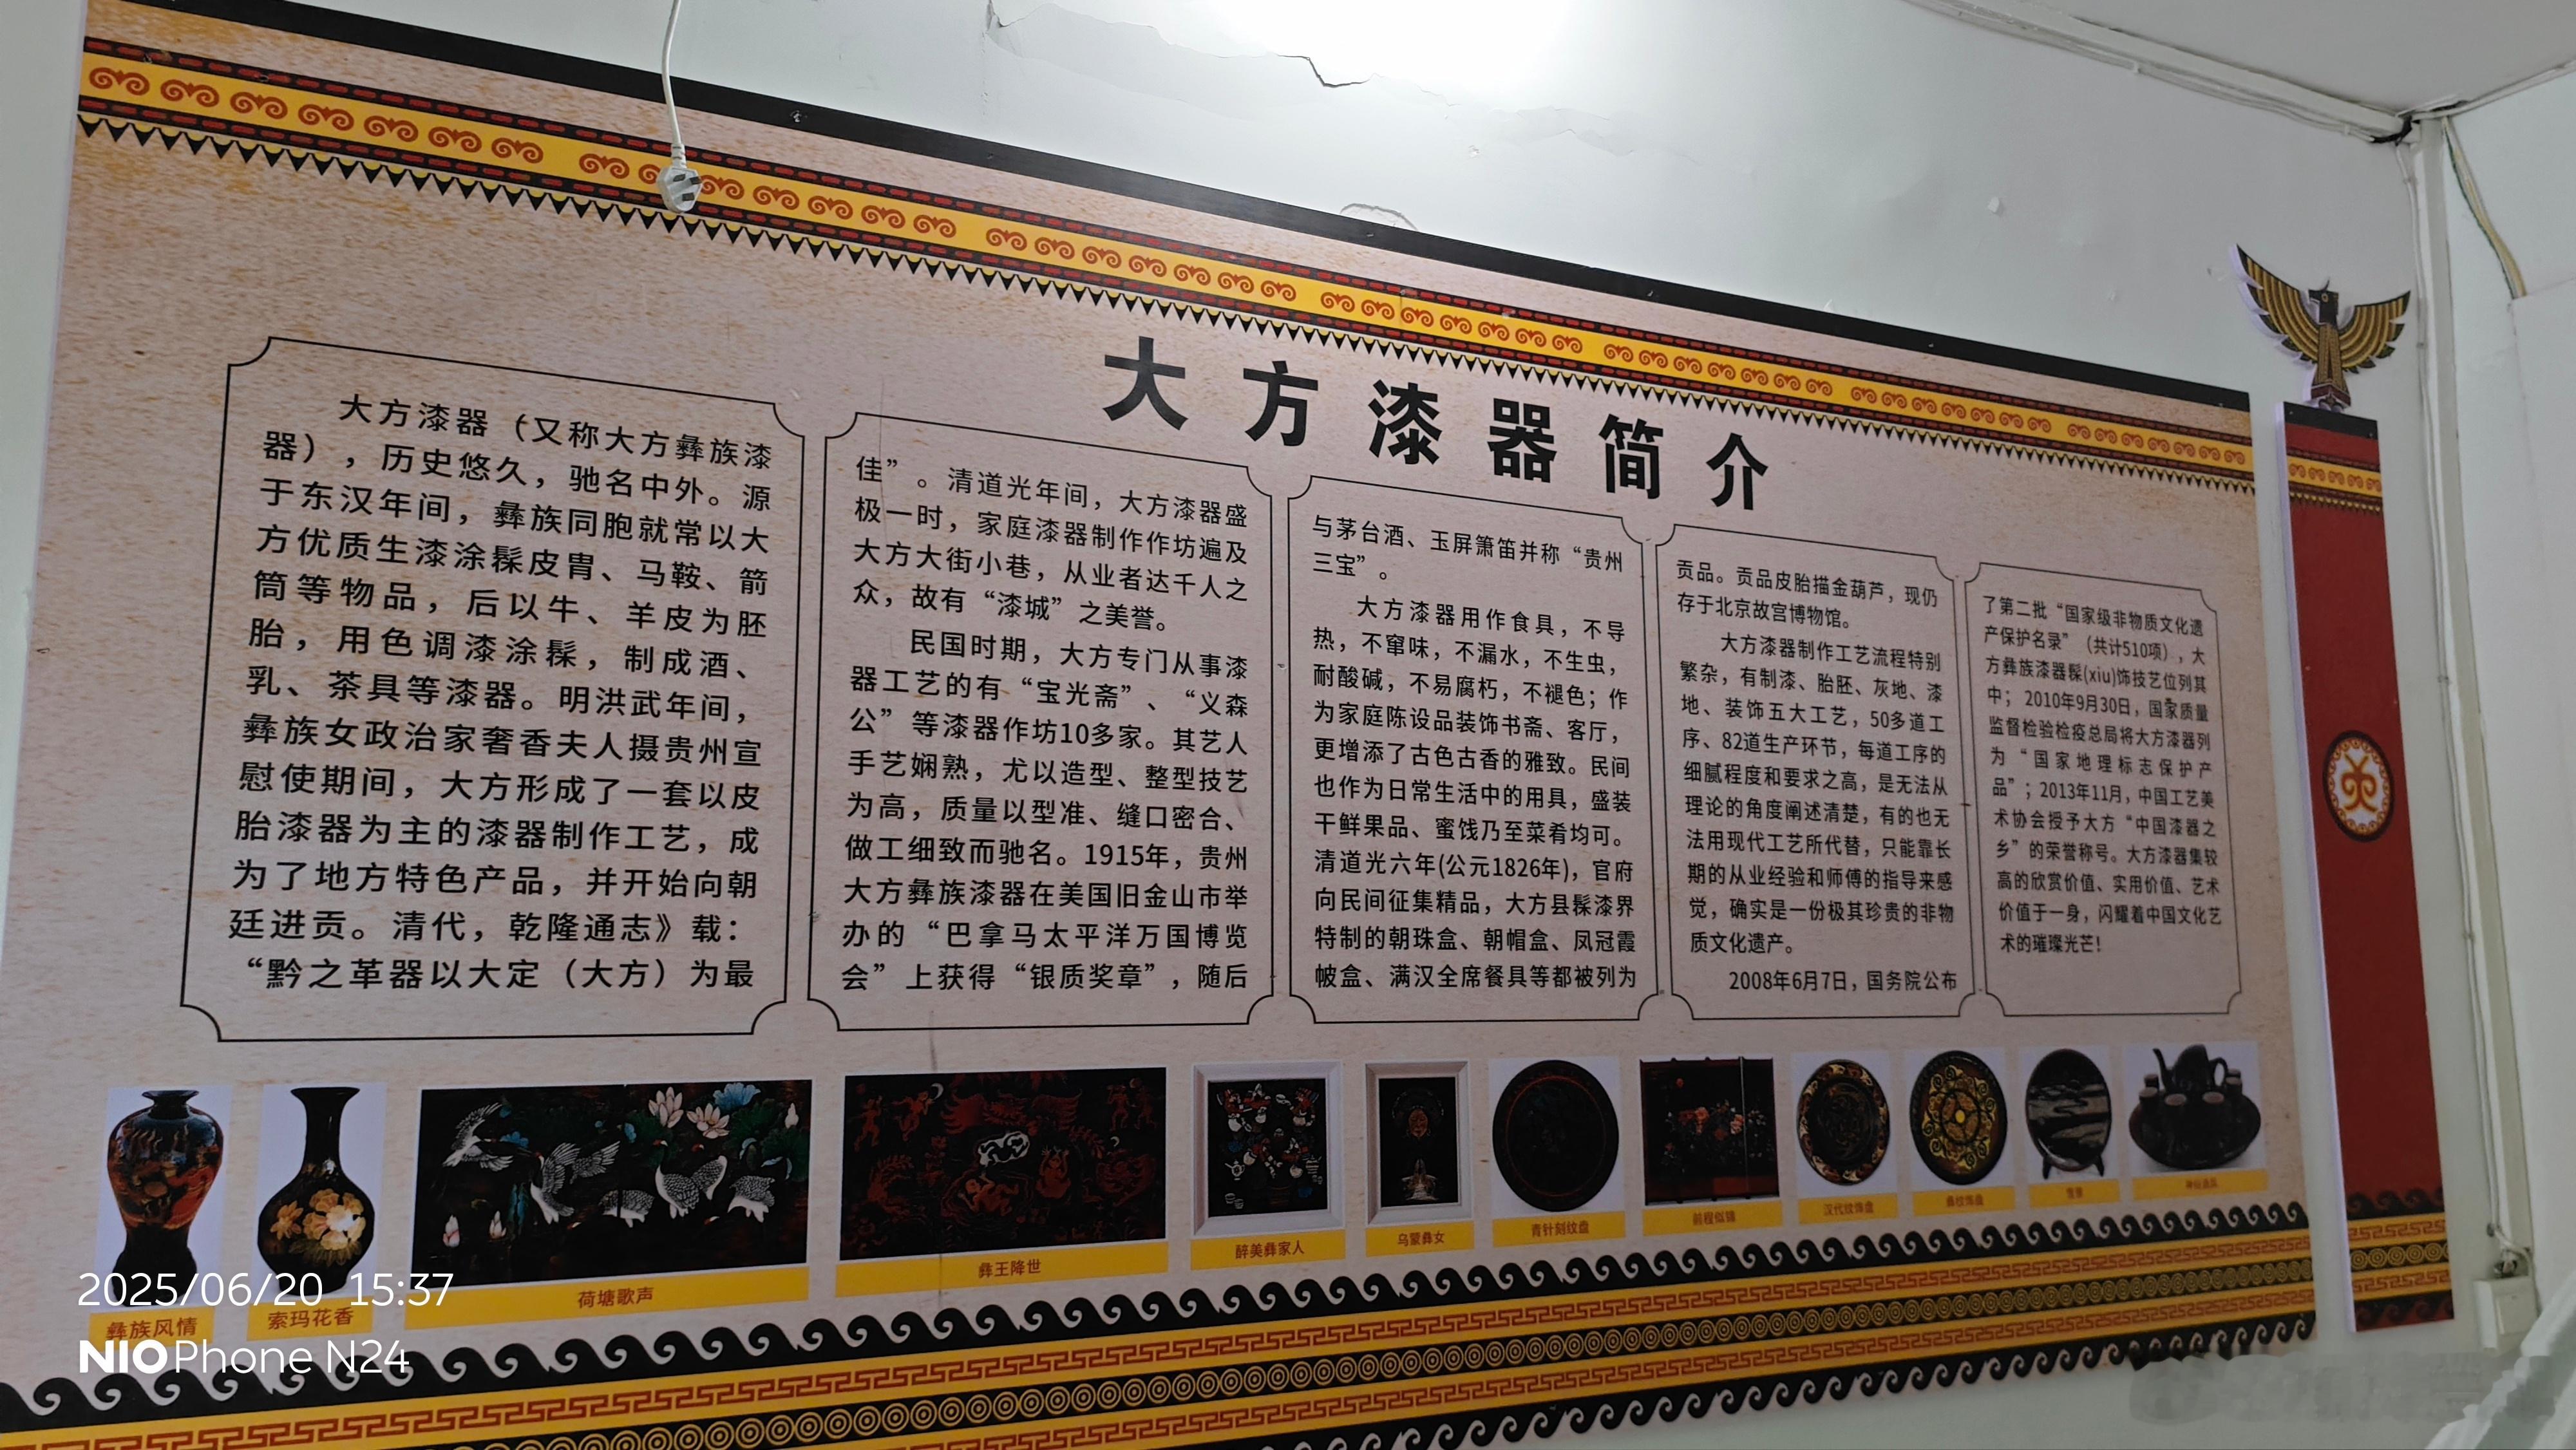 大方漆器简介
大方漆器（又称大方彝族漆
器），历史悠久，驰名中外。源
于东汉年间，彝族同胞就常以大
方优质生漆涂髹皮胄、马鞍、箭
筒等物品，后以牛、羊皮为胚
胎，用色调漆涂髹，制成酒、
乳、茶具等漆器。明洪武年间，
彝族女政治家奢香夫人摄贵州宣
慰使期间，大方形成了一套以皮
胎漆器为主的漆器制作工艺，成
为了地方特色产品，并开始向朝
廷进贡。清代，乾隆通志》载：
“黔之革器以大定（大方）为最
佳”。清道光年间，大方漆器盛
极一时，家庭漆器制作作坊遍及
大方大街小巷，从业者达千人之
众，故有“漆城”之美誉。
民国时期，大方专门从事漆
器工艺的有“宝光斋”、“义森
公”等漆器作坊10多家。其艺人
手艺娴熟，尤以造型、整型技艺
为高，质量以型准、缝口密合、
做工细致而驰名。1915年，贵州
大方彝族漆器在美国旧金山市举
办的“巴拿马太平洋万国博览
会”上获得“银质奖章”，随后
与茅台酒、玉屏箫笛并称“贵州
三宝”。
大方漆器用作食具，不导
热，不窜味，不漏水，不生虫，
耐酸碱，不易腐朽，不褪色；作
为家庭陈设品装饰书斋、客厅，
更增添了古色古香的雅致。民间
也作为日常生活中的用具，盛装
干鲜果品、蜜饯乃至菜肴均可。
清道光六年(公元1826年)，官府
向民间征集精品，大方县髹漆界
特制的朝珠盒、朝帽盒、凤冠霞
帔盒、满汉全席餐具等都被列为
贡品。贡品皮胎描金葫芦，现仍
存于北京故宫博物馆。
大方漆器制作工艺流程特别
繁杂，有制漆、胎胚、灰地、漆
地、装饰五大工艺，50多道工
序、82道生产环节，每道工序的
细腻程度和要求之高，是无法从
理论的角度阐述清楚，有的也无
法用现代工艺所代替，只能靠长
期的从业经验和师傅的指导来感
觉，确实是一份极其珍贵的非物
质文化遗产。
2008年6月7日，国务院公布
了第二批“国家级非物质文化遗
产保护名录”（共计510项），大
方彝族漆器髹(xiu)饰技艺位列其
中；2010年9月30日，国家质量
监督检验检疫总局将大方漆器列
为“国家地理标志保护产
品”；2013年11月，中国工艺美
术协会授予大方“中国漆器之
乡”的荣誉称号。大方漆器集较
高的欣赏价值、实用价值、艺术
价值于一身，闪耀着中国文化艺
术的璀璨光芒！
彝族风情
索玛花香
荷塘歌声
彝王降世
醉美彝家人
乌蒙彝女
青针刻纹盘
前程似锦
汉代纹饰盘
2025/06/20 15:37
NIO Phone N24